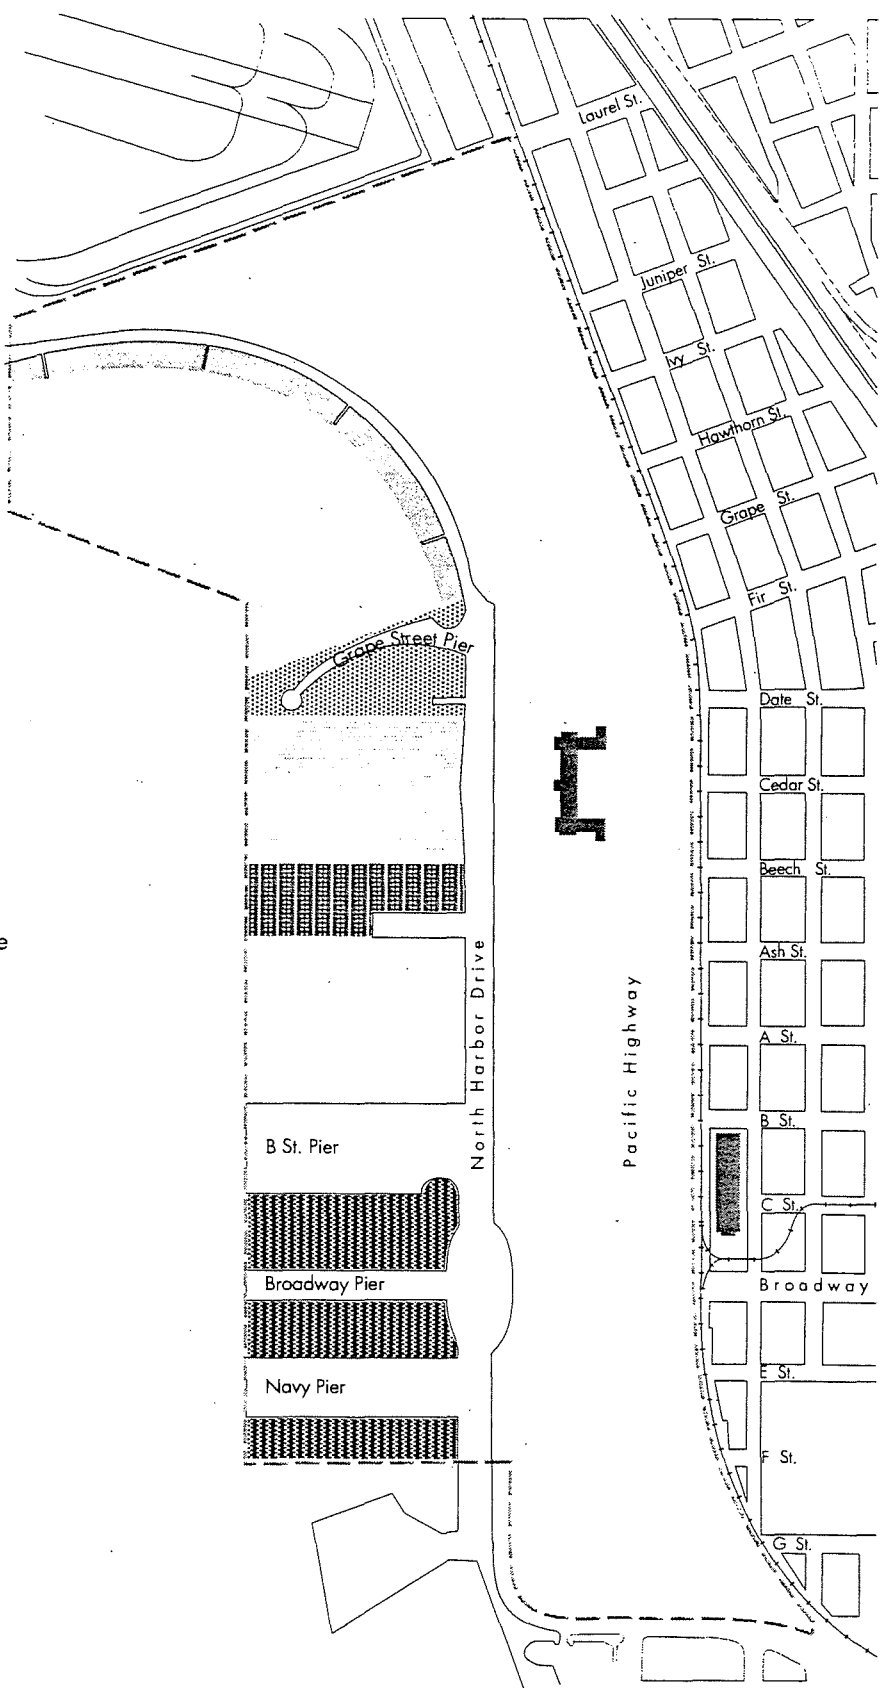 Laurel St.
Juniper St.
Ivy St.
Hawthorn St.
Grape St.
Fir St.
Grape Street Pier
Date St.
Cedar St.
Beech St.
e
Ash St.
North Harbor Drive
Pacific Highway
A St.
B St.
B St. Pier
C St.
Broadway Pier
Broadway
E St.
Navy Pier
F St.
G St.